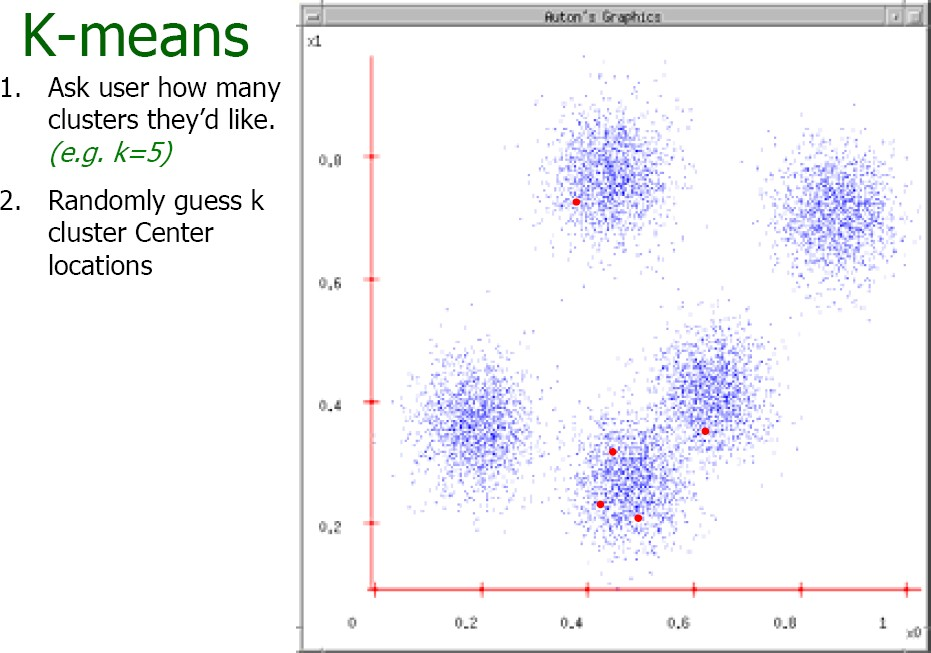 K-means
1. Ask user how many
clusters they’d like.
(e.g. k=5)
2. Randomly guess k
cluster Center
locations
Auton's Graphics
x1
0.8
0.6
0.4
0.2
0 0.2 0.4 0.6 0.8 1
x0